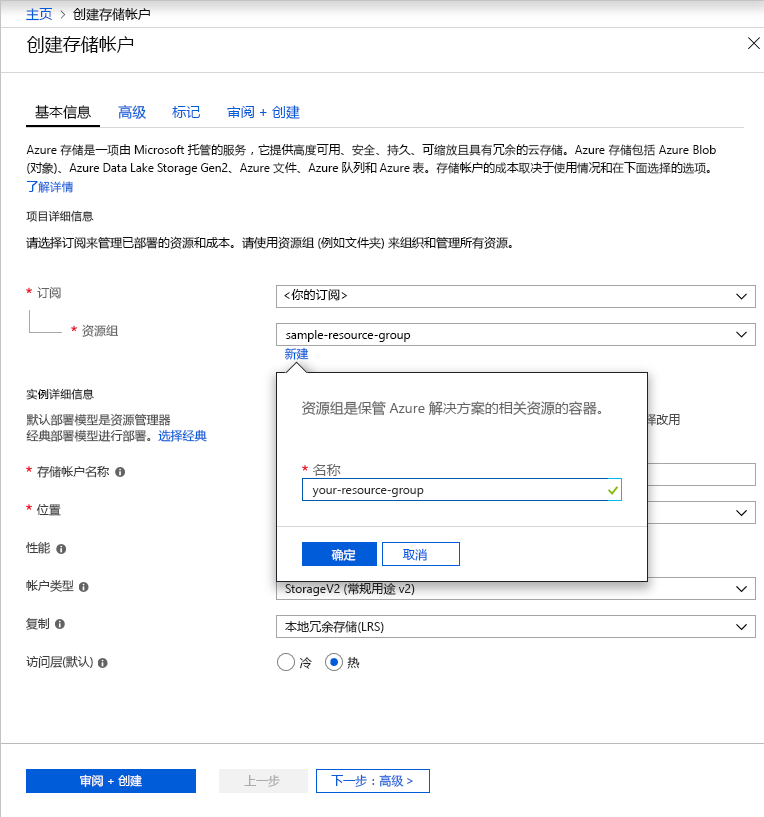 主页 > 创建存储帐户
创建存储帐户
基本信息 高级 标记 审阅 + 创建
Azure 存储是一项由 Microsoft 托管的服务，它提供高度可用、安全、持久、可缩放且具有冗余的云存储。Azure 存储包括 Azure Blob
(对象)、Azure Data Lake Storage Gen2、Azure 文件、Azure 队列和 Azure 表。存储帐户的成本取决于使用情况和在下面选择的选项。
了解详情
项目详细信息
请选择订阅来管理已部署的资源和成本。请使用资源组 (例如文件夹) 来组织和管理所有资源。
* 订阅
<你的订阅>
* 资源组
sample-resource-group
新建
资源组是保管 Azure 解决方案的相关资源的容器。
* 名称
your-resource-group
确定 取消
实例详细信息
默认部署模型是资源管理器
择改用
经典部署模型进行部署。选择经典
* 存储帐户名称
* 位置
性能
帐户类型
StorageV2 (常规用途 v2)
复制
本地冗余存储(LRS)
访问层(默认)
冷 热
审阅 + 创建 上一步 下一步：高级 >